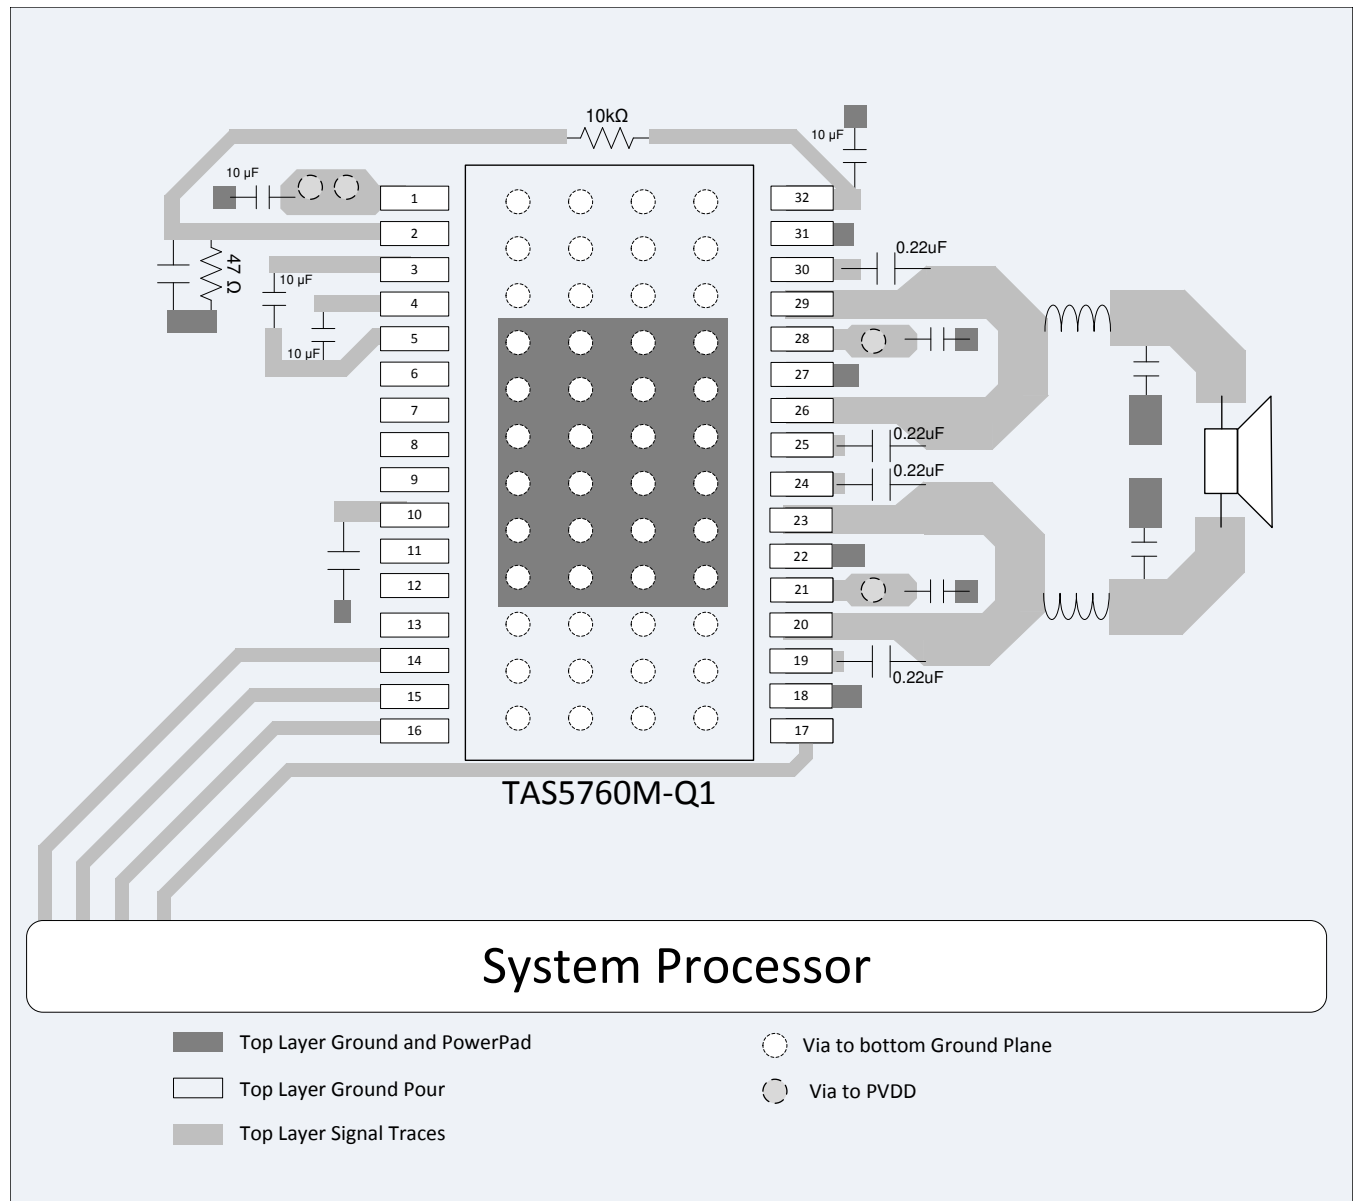 10kΩ
10 µF
10 µF
1
32
2
31
47 Ω
0.22uF
3
30
10 µF
4
29
5
28
10 µF
6
27
7
26
0.22uF
8
25
0.22uF
9
24
10
23
11
22
12
21
13
20
14
19
0.22uF
15
18
16
17
TAS5760M-Q1
System Processor
Top Layer Ground and PowerPad
Via to bottom Ground Plane
Top Layer Ground Pour
Via to PVDD
Top Layer Signal Traces